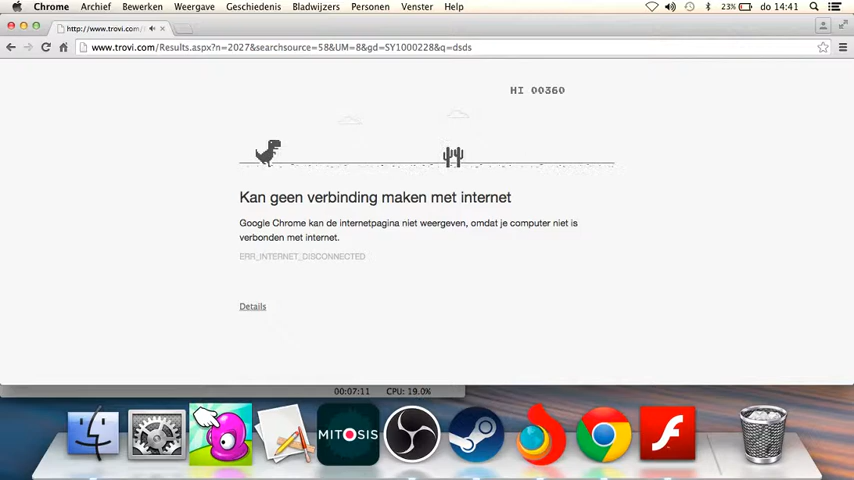 Chrome Archief Bewerken Weergave Geschiedenis Bladwijzers Personen Venster Help 23% do 14:41
http://www.trovi.com/
www.trovi.com/Results.aspx?n=2027&searchsource=58&UM=8&gd=SY1000228&q=dsds
HI 00360
Kan geen verbinding maken met internet
Google Chrome kan de internetpagina niet weergeven, omdat je computer niet is
verbonden met internet.
ERR_INTERNET_DISCONNECTED
Details
00:07:11 CPU: 19.0%
MITOSIS